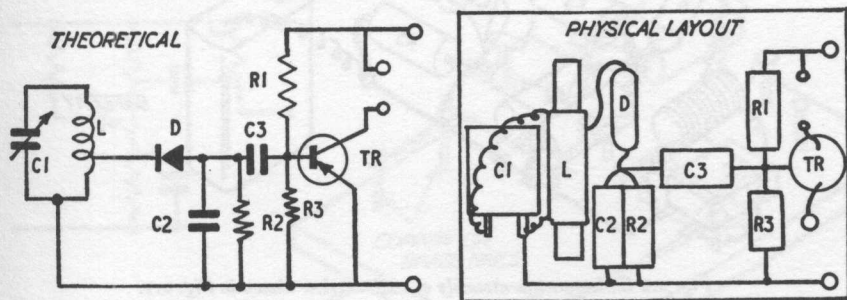 THEORETICAL
R1
L
C1
D
C3
TR
C2
R2
R3
PHYSICAL LAYOUT
D
R1
C1
L
C3
TR
C2
R2
R3